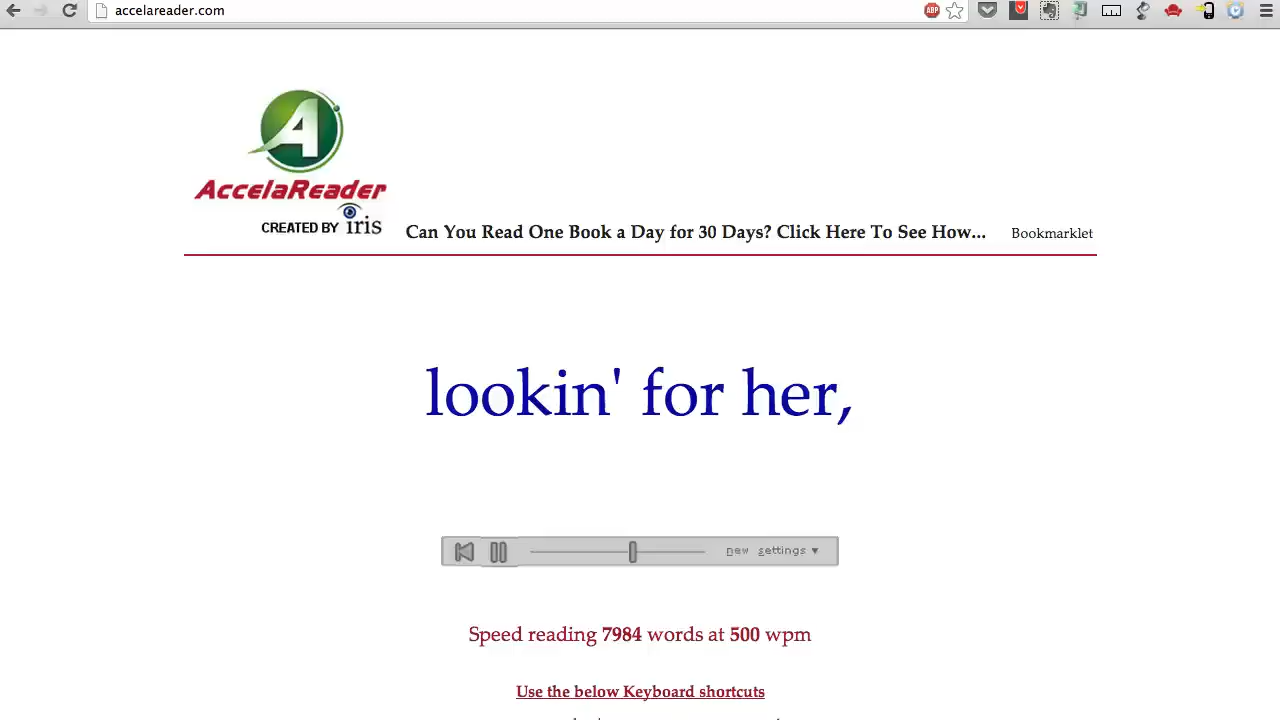 accelareader.com
ABP
A
AccelaReader
CREATED BY iris
Can You Read One Book a Day for 30 Days? Click Here To See How...
Bookmarklet
lookin' for her,
new settings ▼
Speed reading 7984 words at 500 wpm
Use the below Keyboard shortcuts